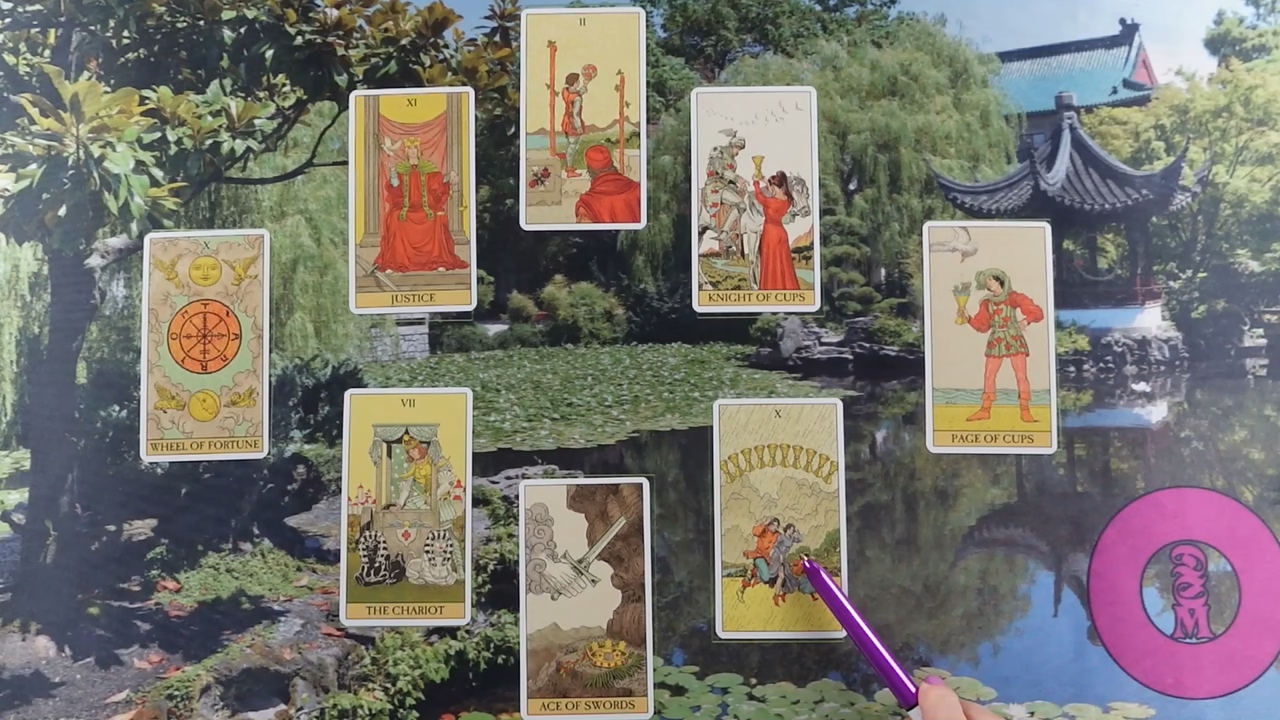 II
XI
JUSTICE
KNIGHT OF CUPS
X
T
A
R
O
WHEEL OF FORTUNE
PAGE OF CUPS
VII
THE CHARIOT
X
ACE OF SWORDS